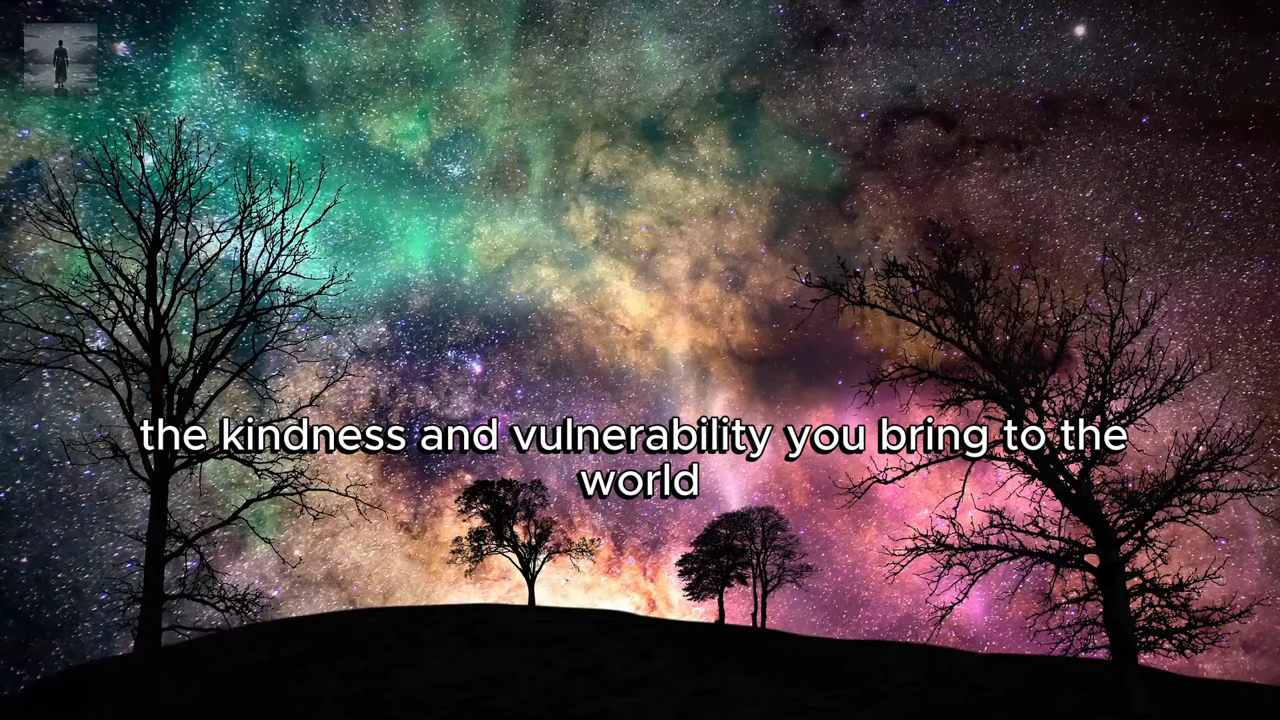 the kindness and vulnerability you bring to the
world